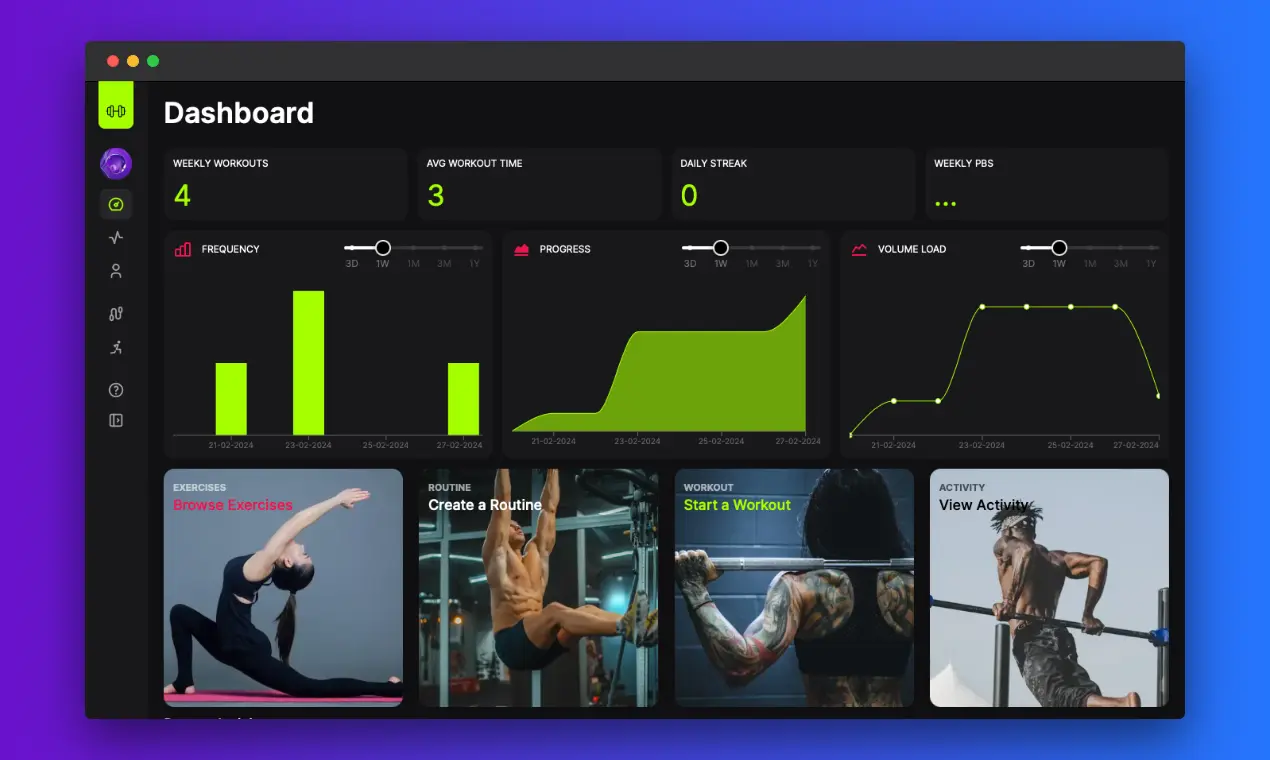 Dashboard
WEEKLY WORKOUTS
4
AVG WORKOUT TIME
3
DAILY STREAK
0
WEEKLY PBS
...
FREQUENCY
3D 1W 1M 3M 1Y
21-02-2024 23-02-2024 25-02-2024 27-02-2024
PROGRESS
3D 1W 1M 3M 1Y
21-02-2024 23-02-2024 25-02-2024 27-02-2024
VOLUME LOAD
3D 1W 1M 3M 1Y
21-02-2024 23-02-2024 25-02-2024 27-02-2024
EXERCISES
Browse Exercises
ROUTINE
Create a Routine
WORKOUT
Start a Workout
ACTIVITY
View Activity